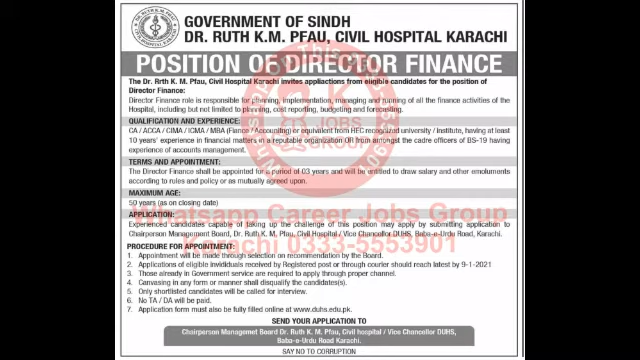 GOVERNMENT OF SINDH
DR. RUTH K.M. PFAU, CIVIL HOSPITAL KARACHI
POSITION OF DIRECTOR FINANCE
The Dr. Rrth K. M. Pfau, Civil Hospital Karachi invites applactions from eligible candidates for the position of
Director Finance:
Director Finance role is responsible for planning, implementation, managing and running of all the finance activities of the
Hospital, including but not limited to planning, cost reporting, budgeting and forecasting.
QUALIFICATION AND EXPERIENCE:
CA / ACCA / CIMA / ICMA / MBA (Fience / Accounting) or equivalent from HEC recognized university / Institute, having at least
10 years' experience in financial matters in a reputable organization OR from amongst the cadre officers of BS-19 having
experience of accounts management.
TERMS AND APPOINTMENT:
The Director Finance shall be appointed for a period of 03 years and will be entitled to draw salary and other emoluments
according to rules and policy or as mutually agreed upon.
MAXIMUM AGE:
50 years (as on closing date)
APPLICATION:
Experienced candidates capable of taking up the challenge of this position may apply by submitting application to
Chairperson Management Board, Dr. Ruth K. M, Pfau, Civil Hospital / Vice Chancellor DUHS, Baba-e-Urdu Road, Karachi.
Whatsapp Career Jobs Group
Karachi 0333-5553901
PROCEDURE FOR APPOINTMENT:
1. Appointment will be made through selection on recommendation by the Board.
2. Applications of eligible invididuals received by Registered post or through courier should reach latest by 9-1-2021
3. Those already in Government service are required to apply through proper channel.
4. Canvasing in any form or manner shall disqualify the candidates(s).
5. Only shortlisted candidates will be called for interview.
6. No TA / DA will be paid.
7. Application form must also be fully filled online at www.duhs.edu.pk.
SEND YOUR APPLICATION TO
Chairperson Managemet Board Dr. Ruth K. M. Pfau, Civil hospital / Vice Chancellor DUHS,
Baba-e-Urdu Road Karachi.
SAY NO TO CORRUPTION